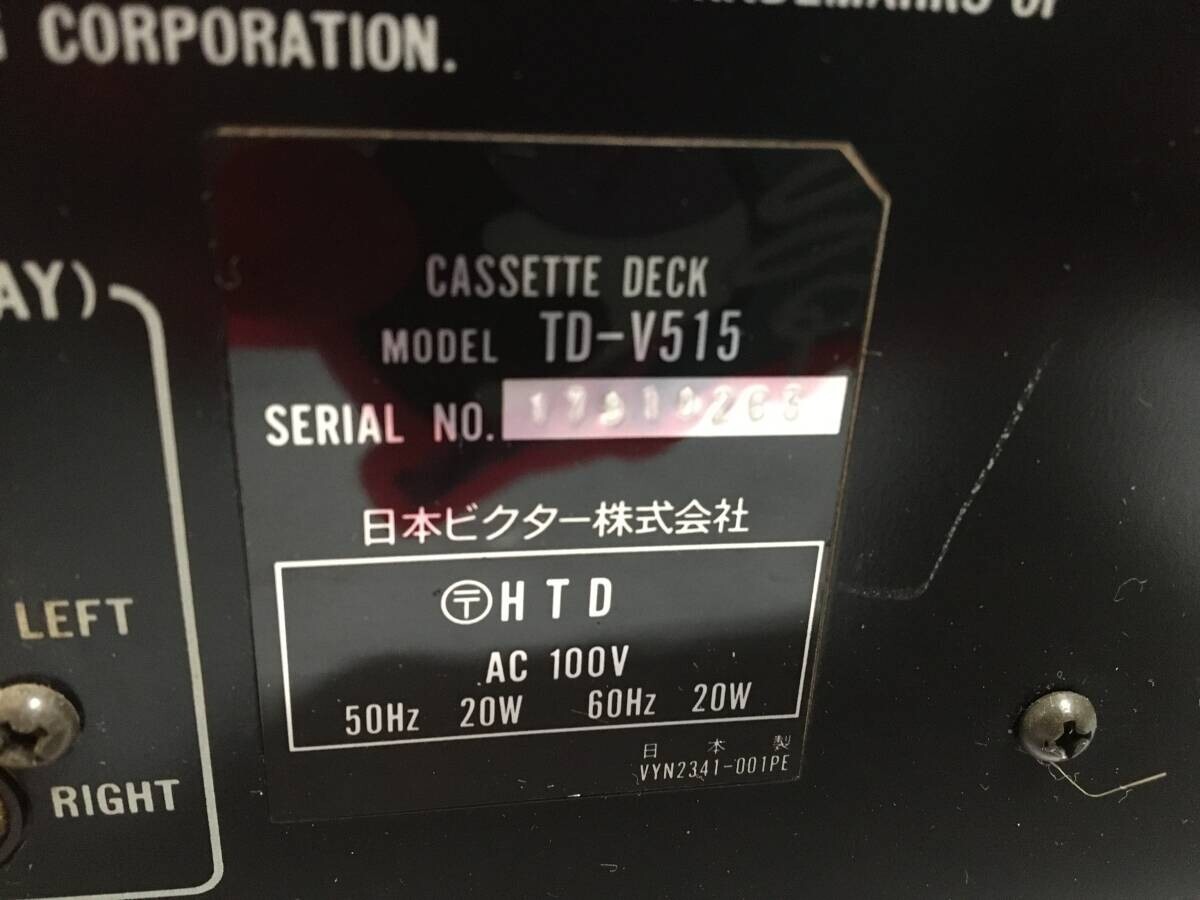 CORPORATION.
CASSETTE DECK
MODEL TD-V515
SERIAL NO.
日本ビクター株式会社
〒HTD
AC 100V
50Hz 20W 60Hz 20W
日本製
VYN2341-001PE
LEFT
RIGHT